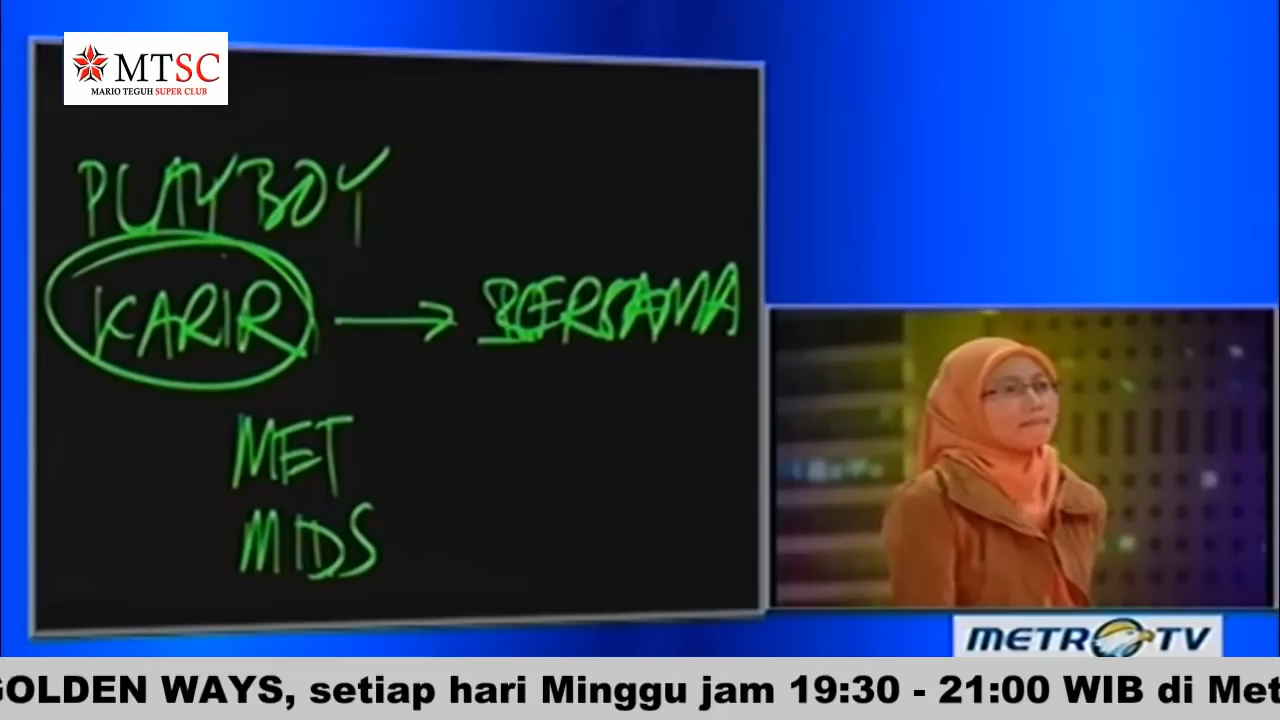 MTSC
MARIO TEGUH SUPER CLUB
PLAYBOY
KARIR → BERSAMA
MET
MIDS
METRO TV
GOLDEN WAYS, setiap hari Minggu jam 19:30 - 21:00 WIB di Met